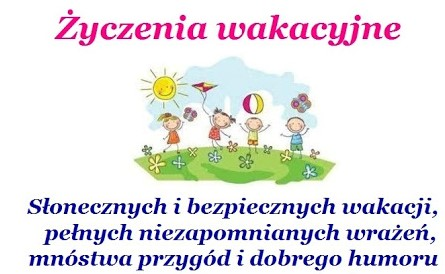 Życzenia wakacyjne
Słonecznych i bezpiecznych wakacji,
pełnych niezapomnianych wrażeń,
mnóstwa przygód i dobrego humoru